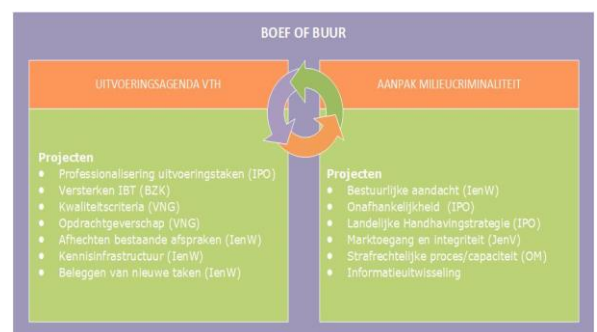 BOEF OF BUUR
UITVOERINGSAGENDA VTH
Projecten
• Professionalisering uitvoeringstaken (IPO)
• Versterken IBT (BZK)
• Kwaliteitscriteria (VNG)
• Opdrachtgeverschap (VNG)
• Afhechten bestaande afspraken (IenW)
• Kennisinfrastructuur (IenW)
• Beleggen van nieuwe taken (IenW)
AANPAK MILIEUCRIMINALITEIT
Projecten
• Bestuurlijke aandacht (IenW)
• Onafhankelijkheid (IPO)
• Landelijke Handhavingstrategie (IPO)
• Marktoegang en integriteit (JenV)
• Strafrechtelijke proces/capaciteit (OM)
• Informatieuitwisseling